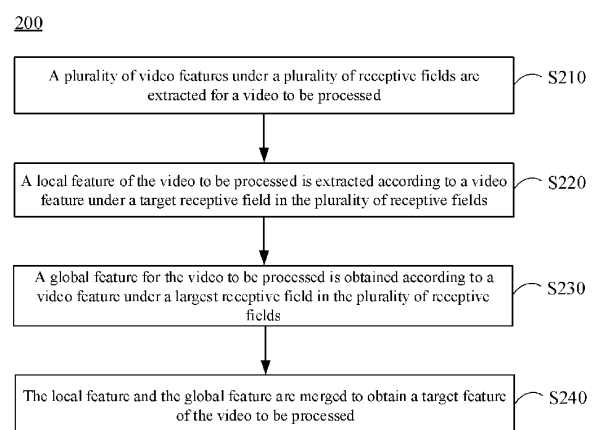 200
A plurality of video features under a plurality of receptive fields are
extracted for a video to be processed
S210
A local feature of the video to be processed is extracted according to a video
feature under a target receptive field in the plurality of receptive fields
S220
A global feature for the video to be processed is obtained according to a
video feature under a largest receptive field in the plurality of receptive
fields
S230
The local feature and the global feature are merged to obtain a target feature
of the video to be processed
S240